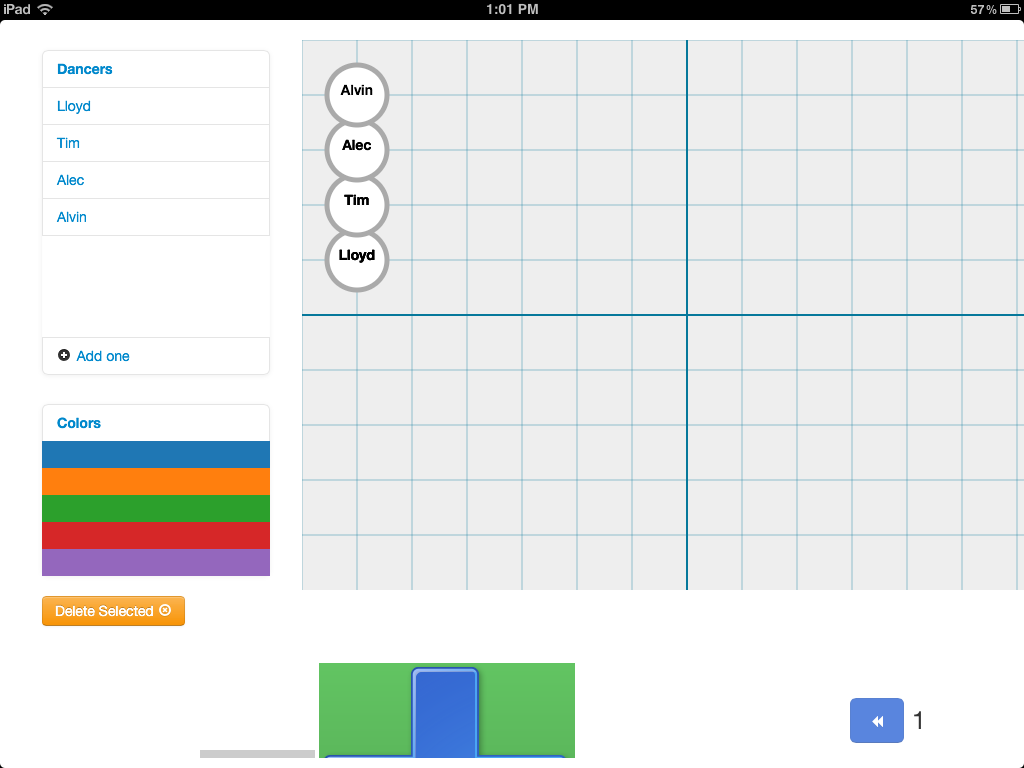 iPad 1:01 PM 57%
Dancers
Lloyd
Tim
Alec
Alvin
Add one
Colors
Delete Selected
Alvin
Alec
Tim
Lloyd
1